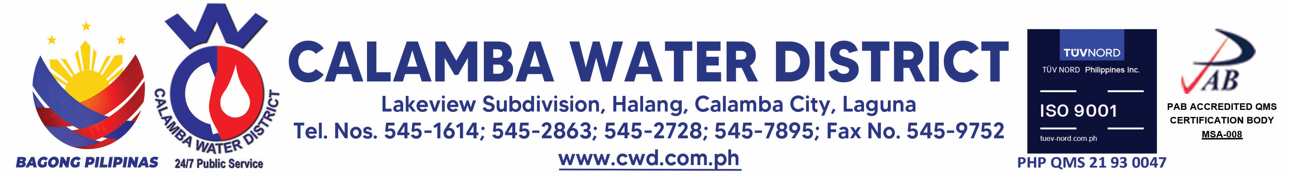 BAGONG PILIPINAS
W
CALAMBA WATER DISTRICT
24/7 Public Service
CALAMBA WATER DISTRICT
Lakeview Subdivision, Halang, Calamba City, Laguna
Tel. Nos. 545-1614; 545-2863; 545-2728; 545-7895; Fax No. 545-9752
www.cwd.com.ph
TÜVNORD
TÜV NORD Philippines Inc.
ISO 9001
tuev-nord.com.ph
PHP QMS 21 93 0047
PAB
PAB ACCREDITED QMS
CERTIFICATION BODY
MSA-008